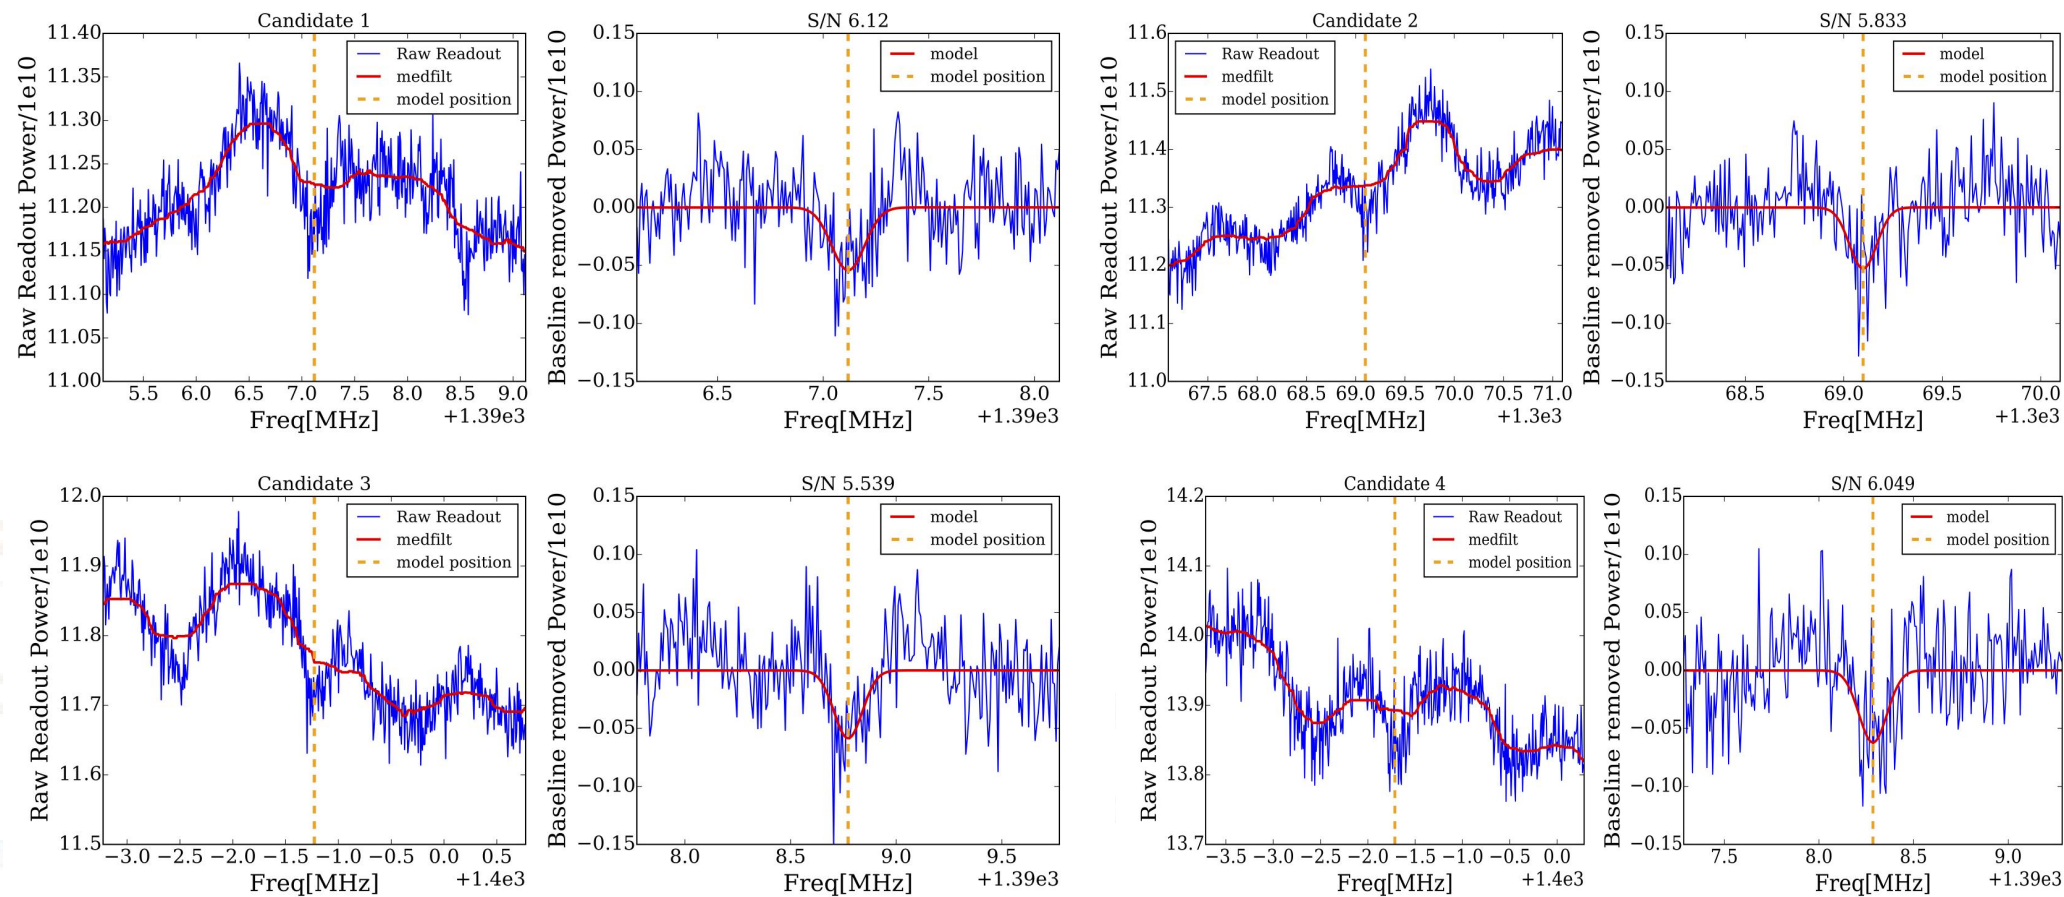 Candidate 1
Raw Readout Power/1e10
11.40
11.35
11.30
11.25
11.20
11.15
11.10
11.05
11.00
Raw Readout
medfilt
model position
5.5 6.0 6.5 7.0 7.5 8.0 8.5 9.0
Freq[MHz]
+1.39e3
S/N 6.12
Baseline removed Power/1e10
0.15
0.10
0.05
0.00
−0.05
−0.10
−0.15
model
model position
6.5 7.0 7.5 8.0
Freq[MHz]
+1.39e3
Candidate 2
Raw Readout Power/1e10
11.6
11.5
11.4
11.3
11.2
11.1
11.0
Raw Readout
medfilt
model position
67.5 68.0 68.5 69.0 69.5 70.0 70.5 71.0
Freq[MHz]
+1.3e3
S/N 5.833
Baseline removed Power/1e10
0.15
0.10
0.05
0.00
−0.05
−0.10
−0.15
model
model position
68.5 69.0 69.5 70.0
Freq[MHz]
+1.3e3
Candidate 3
Raw Readout Power/1e10
12.0
11.9
11.8
11.7
11.6
11.5
Raw Readout
medfilt
model position
−3.0 −2.5 −2.0 −1.5 −1.0 −0.5 0.0 0.5
Freq[MHz]
+1.4e3
S/N 5.539
Baseline removed Power/1e10
0.15
0.10
0.05
0.00
−0.05
−0.10
−0.15
model
model position
8.0 8.5 9.0 9.5
Freq[MHz]
+1.39e3
Candidate 4
Raw Readout Power/1e10
14.2
14.1
14.0
13.9
13.8
13.7
Raw Readout
medfilt
model position
−3.5 −3.0 −2.5 −2.0 −1.5 −1.0 −0.5 0.0
Freq[MHz]
+1.4e3
S/N 6.049
Baseline removed Power/1e10
0.15
0.10
0.05
0.00
−0.05
−0.10
−0.15
model
model position
7.5 8.0 8.5 9.0
Freq[MHz]
+1.39e3